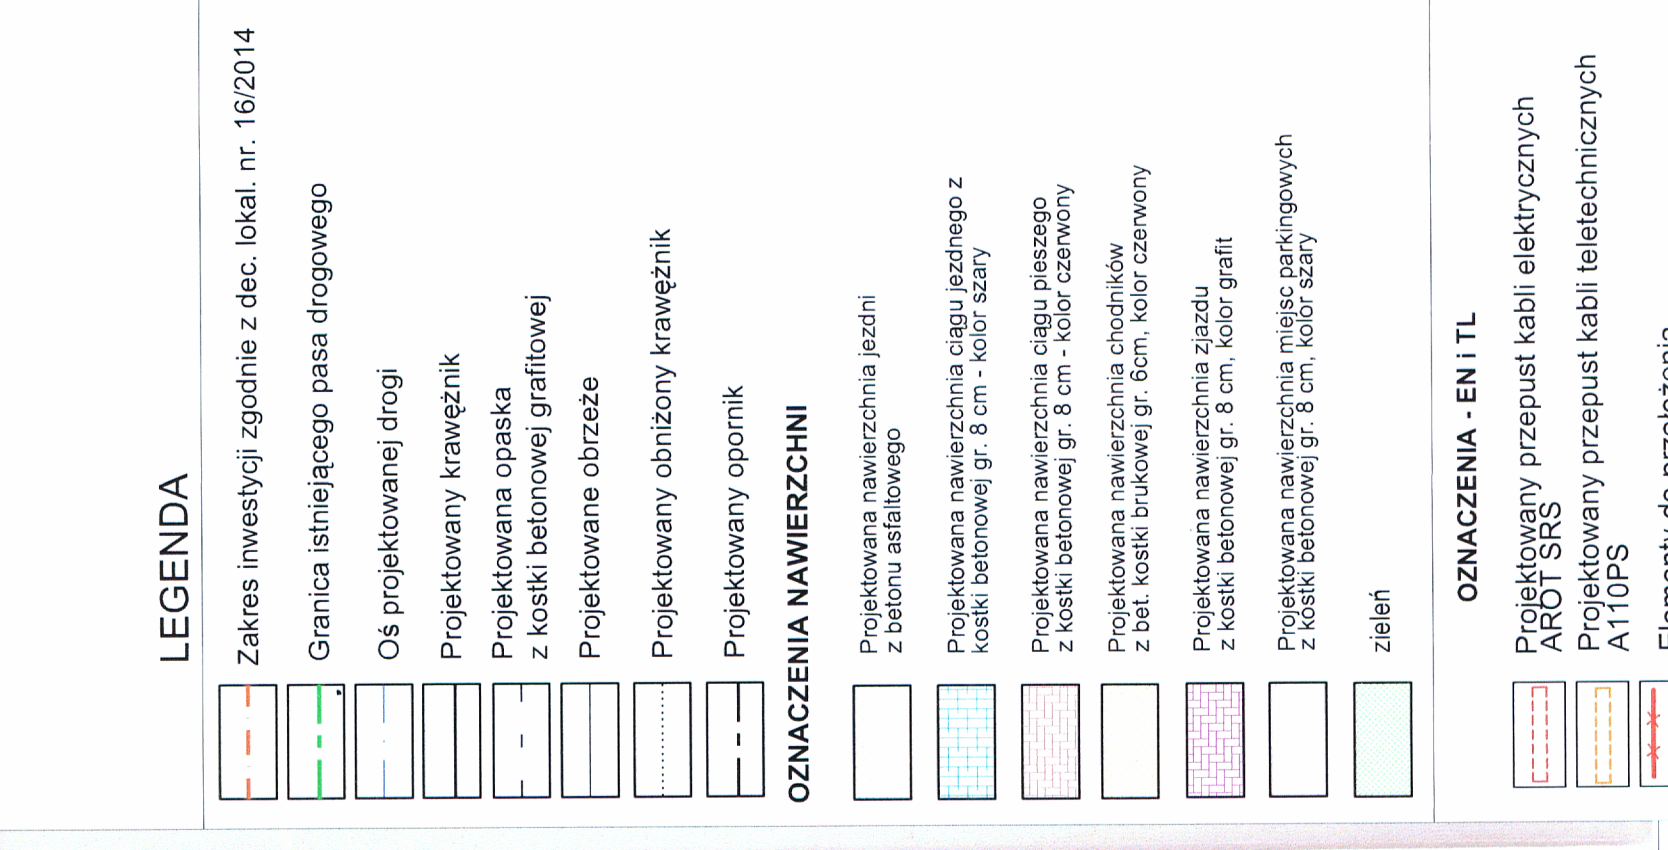 LEGENDA
Zakres inwestycji zgodnie z dec. lokal. nr. 16/2014
Granica istniejącego pasa drogowego
Oś projektowanej drogi
Projektowany krawężnik
Projektowana opaska
z kostki betonowej grafitowej
Projektowane obrzeże
Projektowany obniżony krawężnik
Projektowany opornik
OZNACZENIA NAWIERZCHNI
Projektowana nawierzchnia jezdni
z betonu asfaltowego
Projektowana nawierzchnia ciągu jezdnego z
kostki betonowej gr. 8 cm - kolor szary
Projektowana nawierzchnia ciągu pieszego
z kostki betonowej gr. 8 cm - kolor czerwony
Projektowana nawierzchnia chodników
z bet. kostki brukowej gr. 6cm, kolor czerwony
Projektowana nawierzchnia zjazdu
z kostki betonowej gr. 8 cm, kolor grafit
Projektowana nawierzchnia miejsc parkingowych
z kostki betonowej gr. 8 cm, kolor szary
zieleń
OZNACZENIA - EN i TL
Projektowany przepust kabli elektrycznych
AROT SRS
Projektowany przepust kabli teletechnicznych
A110PS